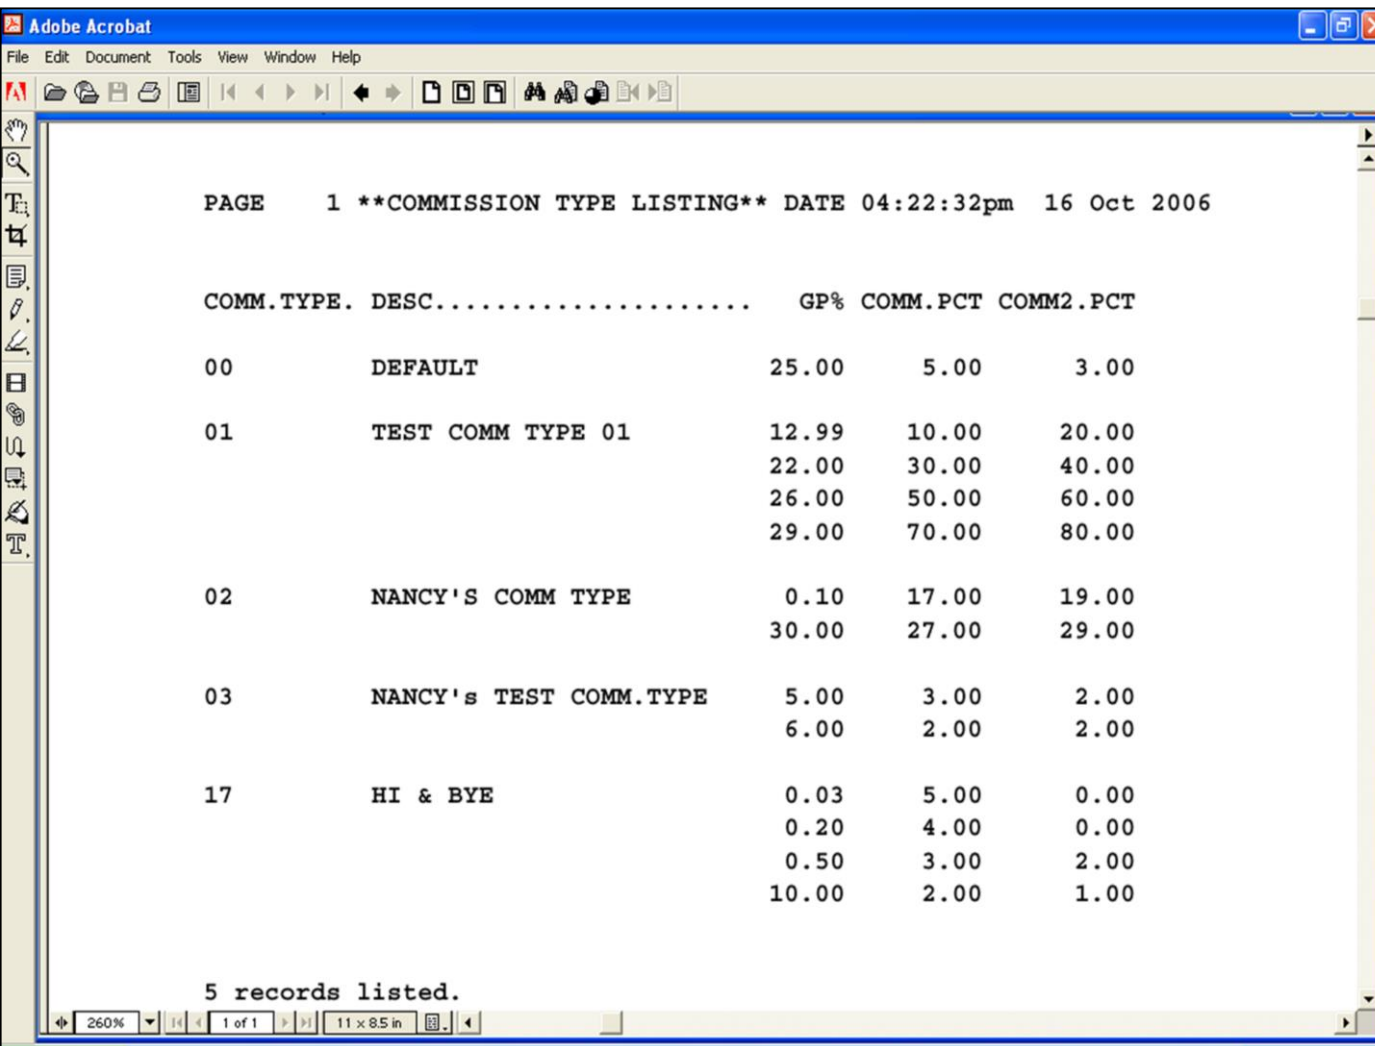 Adobe Acrobat
File Edit Document Tools View Window Help
PAGE 1 **COMMISSION TYPE LISTING** DATE 04:22:32pm 16 Oct 2006
COMM.TYPE. DESC..................... GP% COMM.PCT COMM2.PCT
00 DEFAULT 25.00 5.00 3.00
01 TEST COMM TYPE 01 12.99 10.00 20.00
22.00 30.00 40.00
26.00 50.00 60.00
29.00 70.00 80.00
02 NANCY'S COMM TYPE 0.10 17.00 19.00
30.00 27.00 29.00
03 NANCY's TEST COMM.TYPE 5.00 3.00 2.00
6.00 2.00 2.00
17 HI & BYE 0.03 5.00 0.00
0.20 4.00 0.00
0.50 3.00 2.00
10.00 2.00 1.00
5 records listed.
260% 1 of 1 11 x 8.5 in